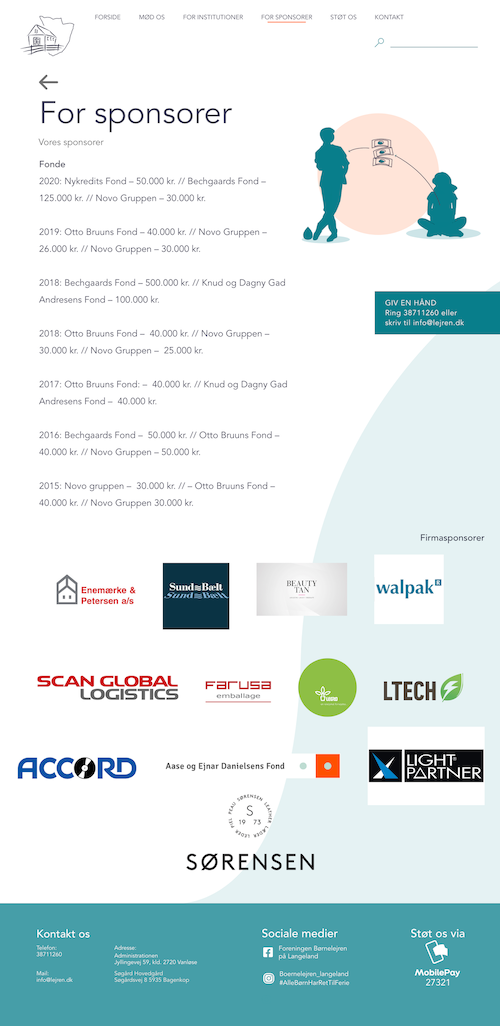 FORSIDE MØD OS FOR INSTITUTIONER FOR SPONSORER STØT OS KONTAKT
For sponsorer
Vores sponsorer
Fonde
2020: Nykredits Fond – 50.000 kr. // Bechgaards Fond –
125.000 kr. // Novo Gruppen – 30.000 kr.
2019: Otto Bruuns Fond – 40.000 kr. // Novo Gruppen –
26.000 kr. // Novo Gruppen – 30.000 kr.
2018: Bechgaards Fond – 500.000 kr. // Knud og Dagny Gad
Andresens Fond – 100.000 kr.
2018: Otto Bruuns Fond – 40.000 kr. // Novo Gruppen –
30.000 kr. // Novo Gruppen – 25.000 kr.
2017: Otto Bruuns Fond: – 40.000 kr. // Knud og Dagny Gad
Andresens Fond – 40.000 kr.
2016: Bechgaards Fond – 50.000 kr. // Otto Bruuns Fond –
40.000 kr. // Novo Gruppen – 50.000 kr.
2015: Novo gruppen – 30.000 kr. // – Otto Bruuns Fond –
40.000 kr. // Novo Gruppen 30.000 kr.
GIV EN HÅND
Ring 38711260 eller
skriv til info@lejren.dk
Firmasponsorer
Enemærke &
Petersen a/s
Sund & Bælt
BEAUTY
TAN
walpak
SCAN GLOBAL
LOGISTICS
FARUSA
emballage
LTECH
ACCORD
Aase og Ejnar Danielsens Fond
LIGHT
PARTNER
PEAU SØRENSEN LEATHER LÆDER LEDER PIEL
S
19 73
SØRENSEN
Kontakt os
Telefon:
38711260
Mail:
info@lejren.dk
Adresse:
Administrationen
Jyllingevej 59, kld. 2720 Vanløse
Søgård Hovedgård
Søgårdsvej 8 5935 Bagenkop
Sociale medier
Foreningen Børnelejren
på Langeland
Boernelejren_langeland
#AlleBørnHarRetTilFerie
Støt os via
MobilePay
27321